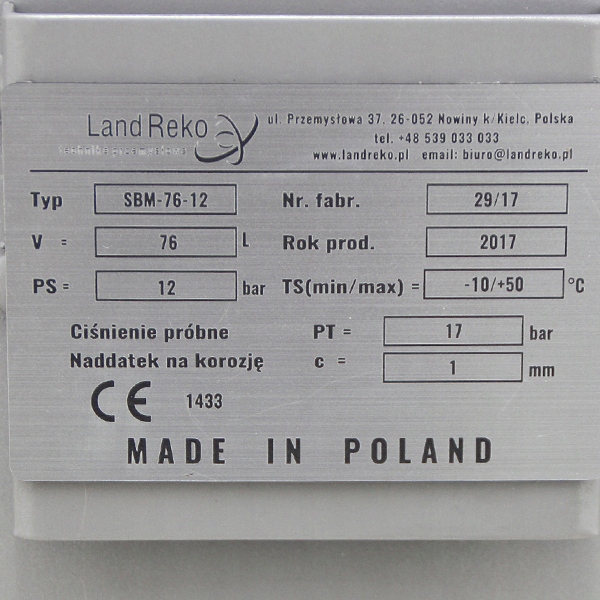 Land Reko
technika przemysłowa
ul. Przemysłowa 37, 26-052 Nowiny k/Kielc, Polska
tel. +48 539 033 033
www.landreko.pl email: biuro@landreko.pl
Typ SBM-76-12 Nr. fabr. 29/17
V = 76 L Rok prod. 2017
PS = 12 bar TS(min/max) = -10/+50 °C
Ciśnienie próbne PT = 17 bar
Naddatek na korozję c = 1 mm
CE 1433
MADE IN POLAND